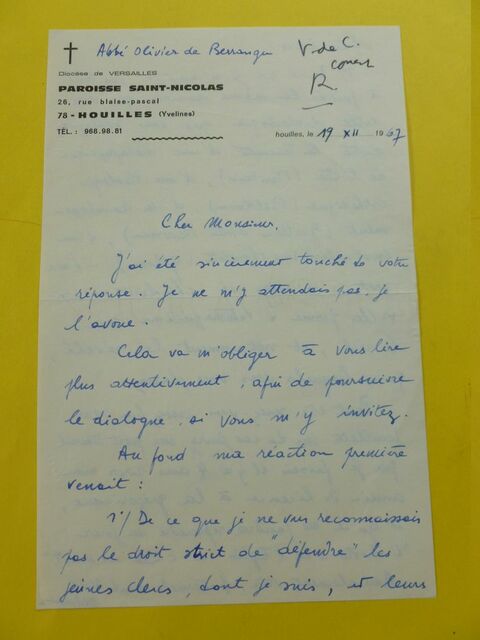 Abbé Olivier de Berranger
V de C.
R
Diocèse de VERSAILLES
PAROISSE SAINT-NICOLAS
26, rue blaise-pascal
78 - HOUILLES (Yvelines)
TÉL. : 968.98.81
houilles, le 19 XII 1967
Cher Monsieur,
J'ai été sincèrement touché de votre
réponse. Je ne m'y attendais pas, je
l'avoue.
Cela va m'obliger à vous lire
plus attentivement, afin de poursuivre
le dialogue, si vous m'y invitez.
Au fond ma réaction première
venait :
1°/ De ce que je ne vous reconnaissais
pas le droit strict de "défendre" les
jeunes clercs, dont je suis, et leurs